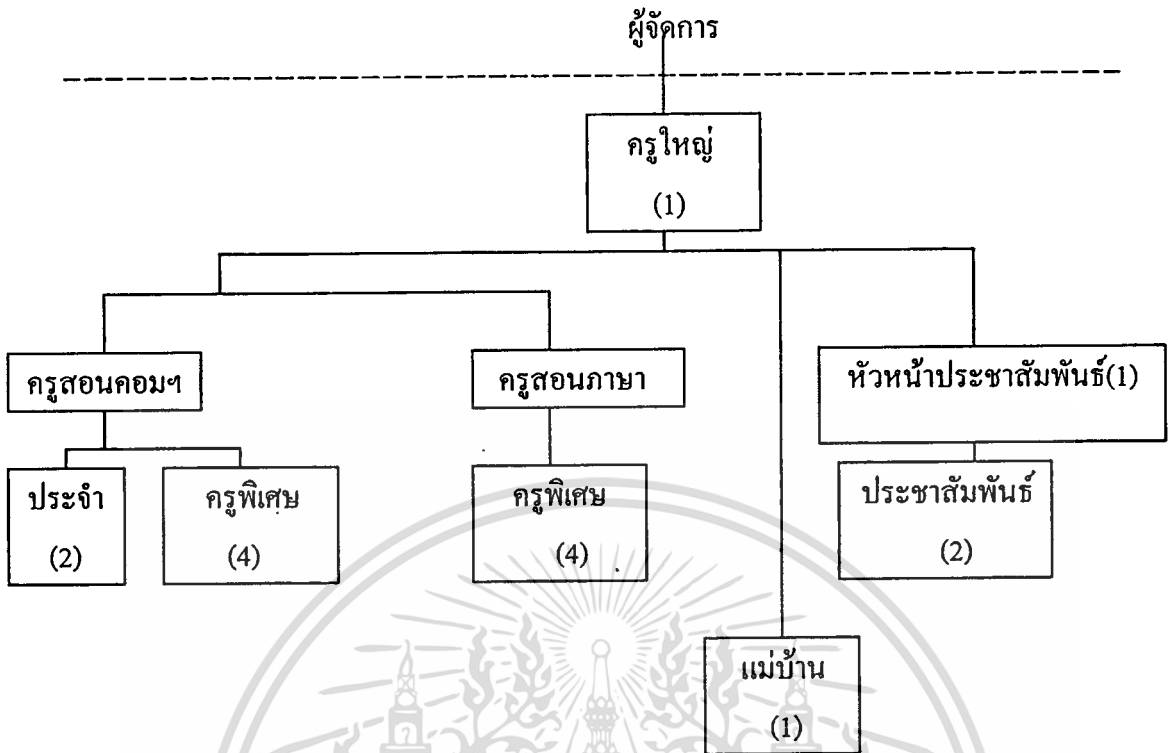 ผู้จัดการ
ครูใหญ่
(1)
ครูสอนคอมฯ
ครูสอนภาษา
หัวหน้าประชาสัมพันธ์(1)
ประจำ
(2)
ครูพิเศษ
(4)
ครูพิเศษ
(4)
ประชาสัมพันธ์
(2)
แม่บ้าน
(1)